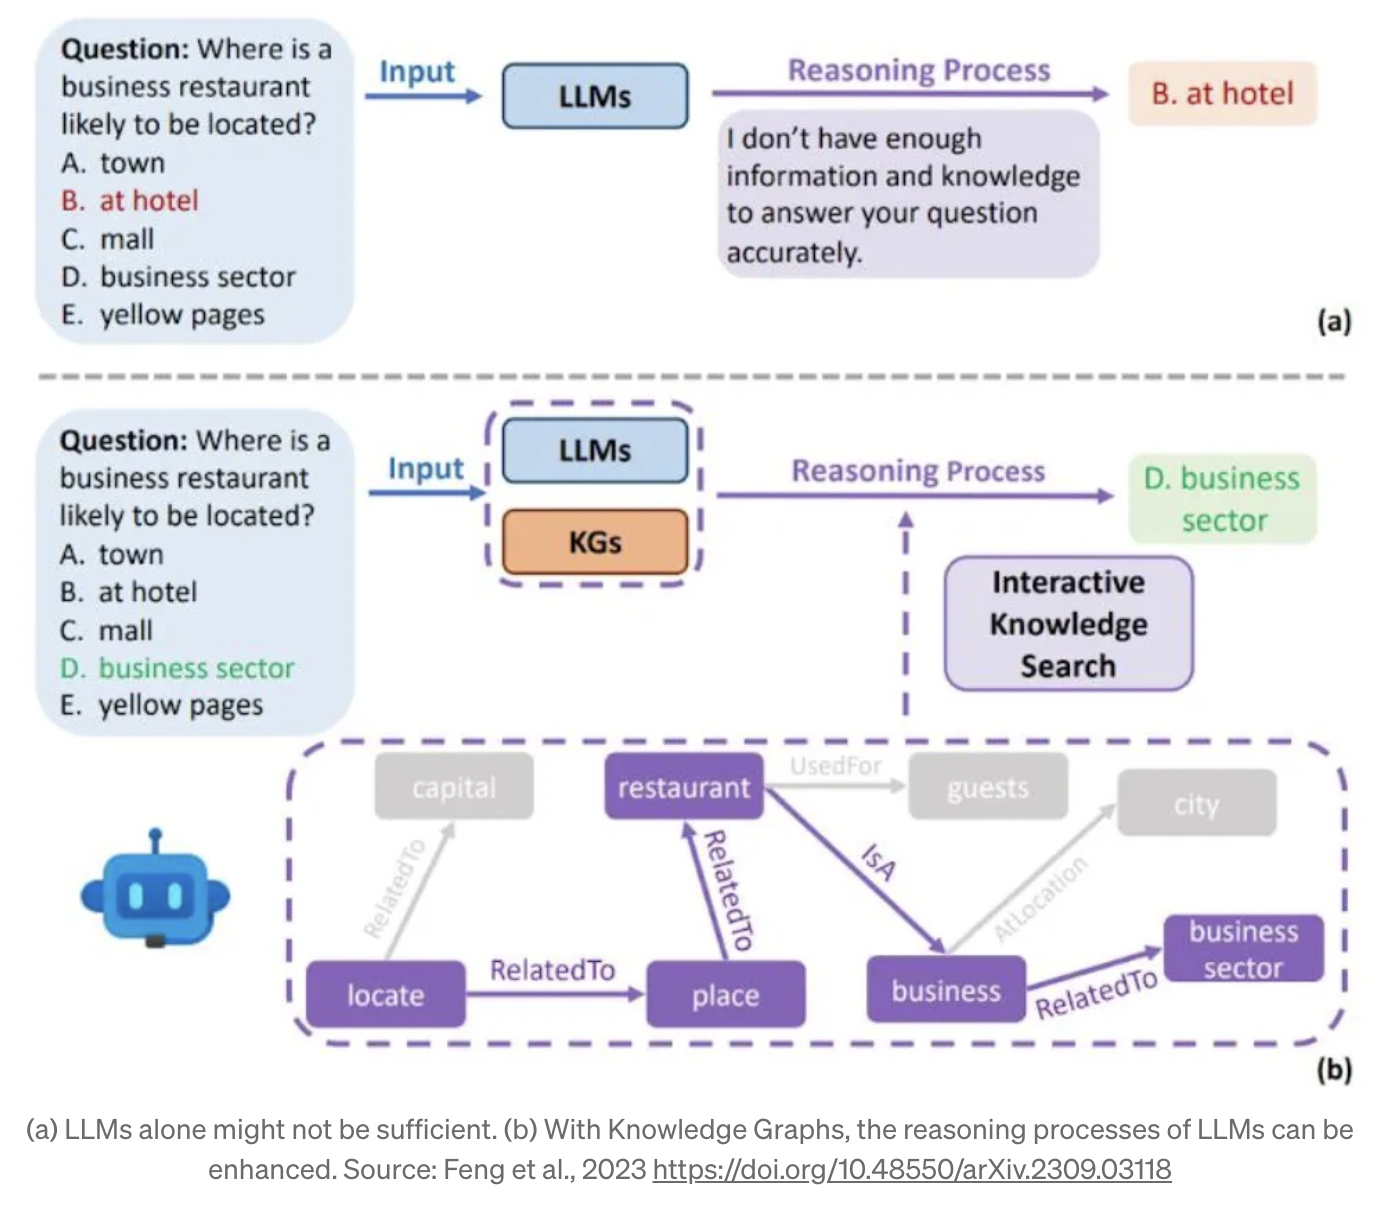 Question: Where is a
business restaurant
likely to be located?
A. town
B. at hotel
C. mall
D. business sector
E. yellow pages
Input
LLMs
Reasoning Process
I don't have enough
information and knowledge
to answer your question
accurately.
B. at hotel
(a)
Question: Where is a
business restaurant
likely to be located?
A. town
B. at hotel
C. mall
D. business sector
E. yellow pages
Input
LLMs
KGs
Reasoning Process
D. business
sector
Interactive
Knowledge
Search
capital
restaurant
UsedFor
guests
city
RelatedTo
RelatedTo
IsA
AtLocation
locate
RelatedTo
place
business
RelatedTo
business
sector
(b)
(a) LLMs alone might not be sufficient. (b) With Knowledge Graphs, the reasoning processes of LLMs can be
enhanced. Source: Feng et al., 2023 https://doi.org/10.48550/arXiv.2309.03118